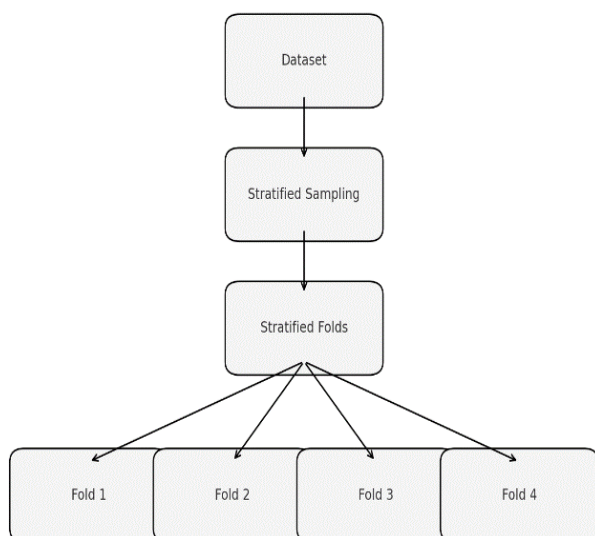 Dataset
Stratified Sampling
Stratified Folds
Fold 1
Fold 2
Fold 3
Fold 4